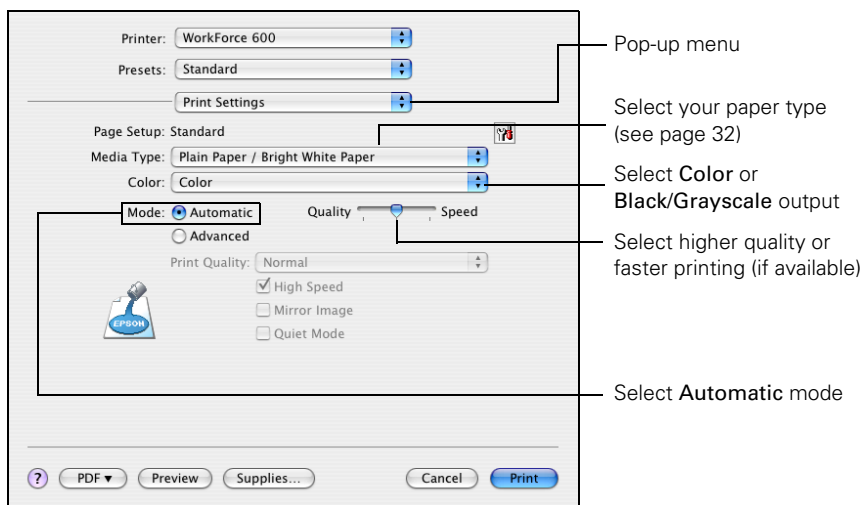 Printer: WorkForce 600
Pop-up menu
Presets: Standard
Print Settings
Select your paper type
(see page 32)
Page Setup: Standard
Media Type: Plain Paper / Bright White Paper
Color: Color
Select Color or
Black/Grayscale output
Mode: Automatic Quality Speed
Advanced
Select higher quality or
faster printing (if available)
Print Quality: Normal
High Speed
Mirror Image
Quiet Mode
EPSON
Select Automatic mode
? PDF ▼ Preview Supplies... Cancel Print